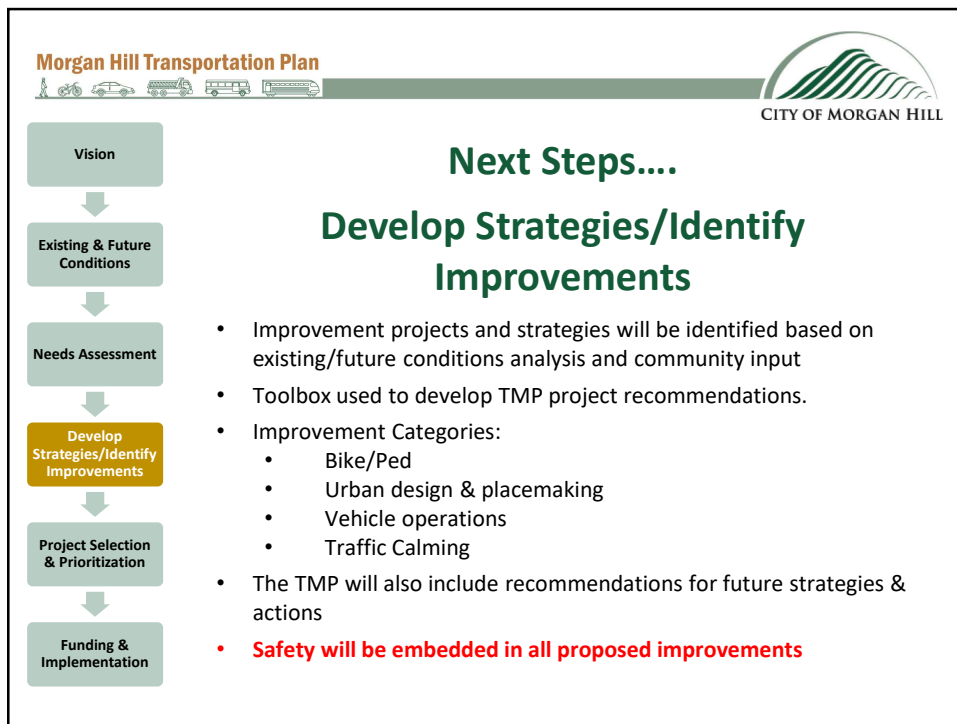 Morgan Hill Transportation Plan
CITY OF MORGAN HILL
Vision
Existing & Future
Conditions
Needs Assessment
Develop
Strategies/Identify
Improvements
Project Selection
& Prioritization
Funding &
Implementation
Next Steps....
Develop Strategies/Identify
Improvements
• Improvement projects and strategies will be identified based on
existing/future conditions analysis and community input
• Toolbox used to develop TMP project recommendations.
• Improvement Categories:
• Bike/Ped
• Urban design & placemaking
• Vehicle operations
• Traffic Calming
• The TMP will also include recommendations for future strategies &
actions
• Safety will be embedded in all proposed improvements